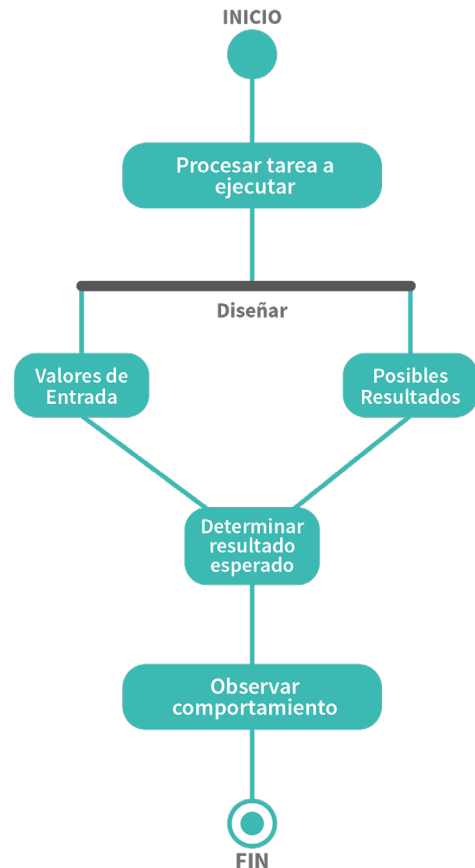 INICIO
Procesar tarea a
ejecutar
Diseñar
Valores de
Entrada
Posibles
Resultados
Determinar
resultado
esperado
Observar
comportamiento
FIN